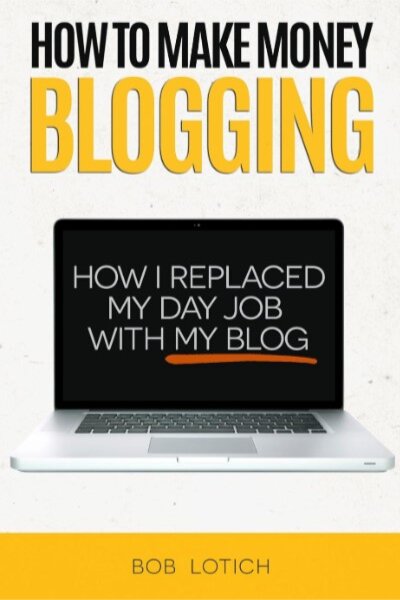 HOW TO MAKE MONEY
BLOGGING
HOW I REPLACED
MY DAY JOB
WITH MY BLOG
BOB LOTICH